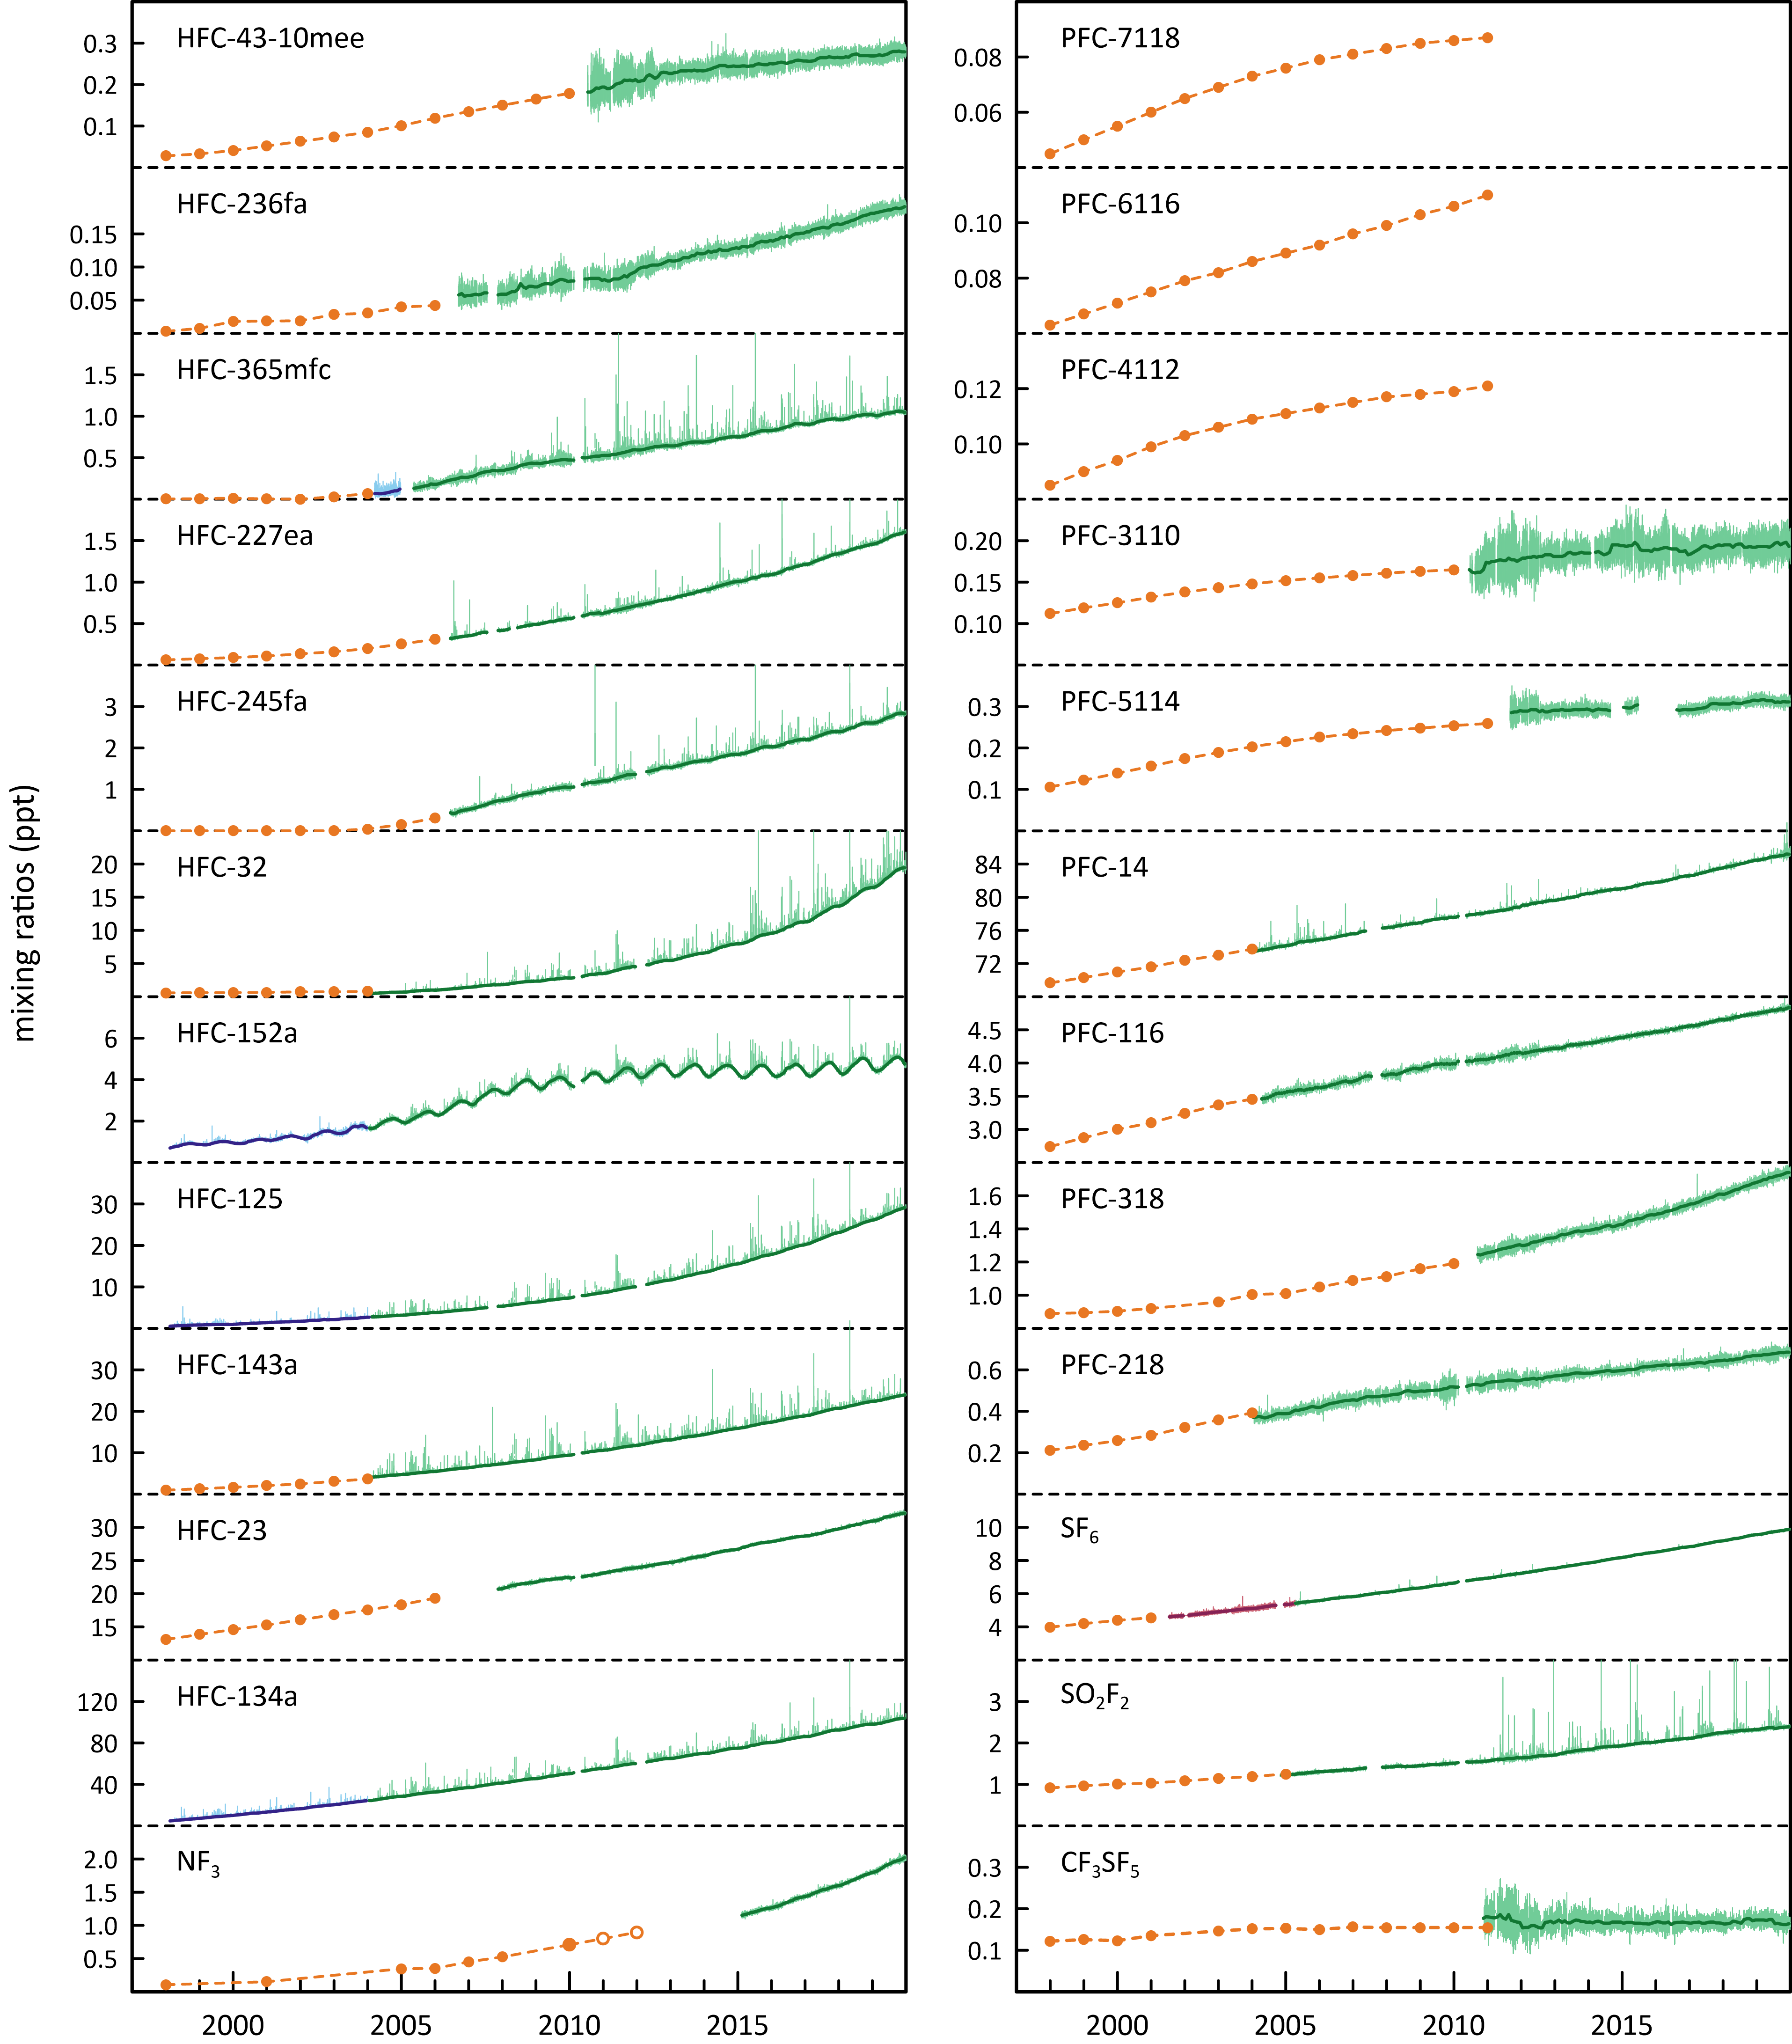 mixing ratios (ppt)
HFC-43-10mee
0.3
0.2
0.1
HFC-236fa
0.15
0.10
0.05
HFC-365mfc
1.5
1.0
0.5
HFC-227ea
1.5
1.0
0.5
HFC-245fa
3
2
1
HFC-32
20
15
10
5
HFC-152a
6
4
2
HFC-125
30
20
10
HFC-143a
30
20
10
HFC-23
30
25
20
15
HFC-134a
120
80
40
NF₃
2.0
1.5
1.0
0.5
2000 2005 2010 2015
PFC-7118
0.08
0.06
PFC-6116
0.10
0.08
PFC-4112
0.12
0.10
PFC-3110
0.20
0.15
0.10
PFC-5114
0.3
0.2
0.1
PFC-14
84
80
76
72
PFC-116
4.5
4.0
3.5
3.0
PFC-318
1.6
1.4
1.2
1.0
PFC-218
0.6
0.4
0.2
SF₆
10
8
6
4
SO₂F₂
3
2
1
CF₃SF₅
0.3
0.2
0.1
2000 2005 2010 2015